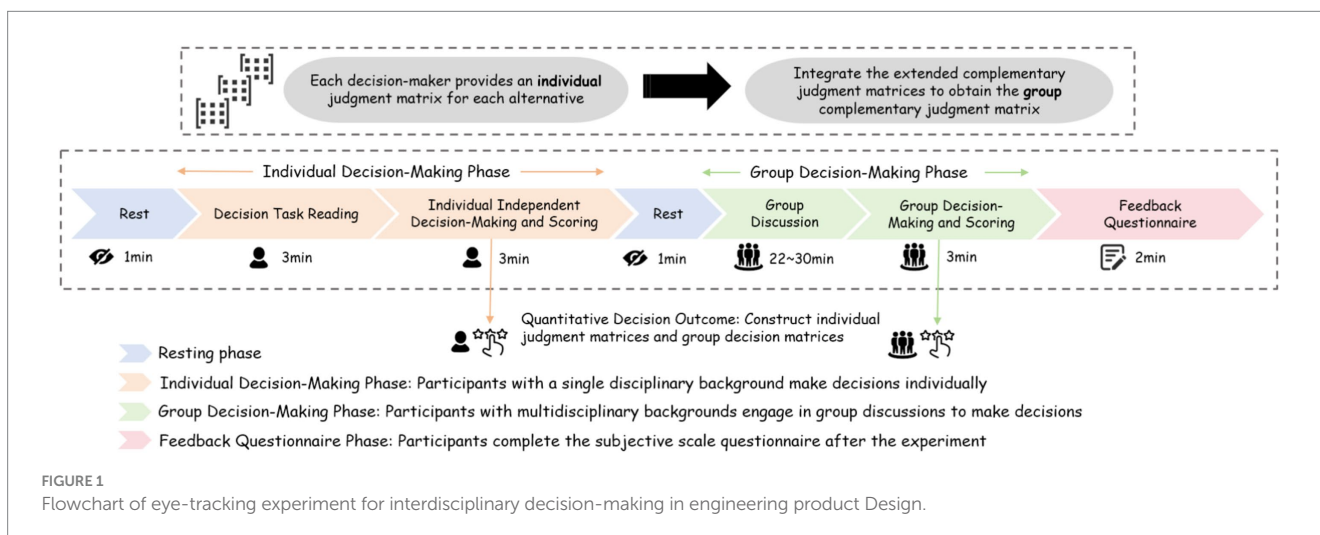 Each decision-maker provides an individual
judgment matrix for each alternative
Integrate the extended complementary
judgment matrices to obtain the group
complementary judgment matrix
Individual Decision-Making Phase
Group Decision-Making Phase
Rest
Decision Task Reading
Individual Independent
Decision-Making and Scoring
Rest
Group
Discussion
Group Decision-
Making and Scoring
Feedback
Questionnaire
1min
3min
3min
1min
22~30min
3min
2min
Quantitative Decision Outcome: Construct individual
judgment matrices and group decision matrices
Resting phase
Individual Decision-Making Phase: Participants with a single disciplinary background make decisions individually
Group Decision-Making Phase: Participants with multidisciplinary backgrounds engage in group discussions to make decisions
Feedback Questionnaire Phase: Participants complete the subjective scale questionnaire after the experiment
FIGURE 1
Flowchart of eye-tracking experiment for interdisciplinary decision-making in engineering product Design.